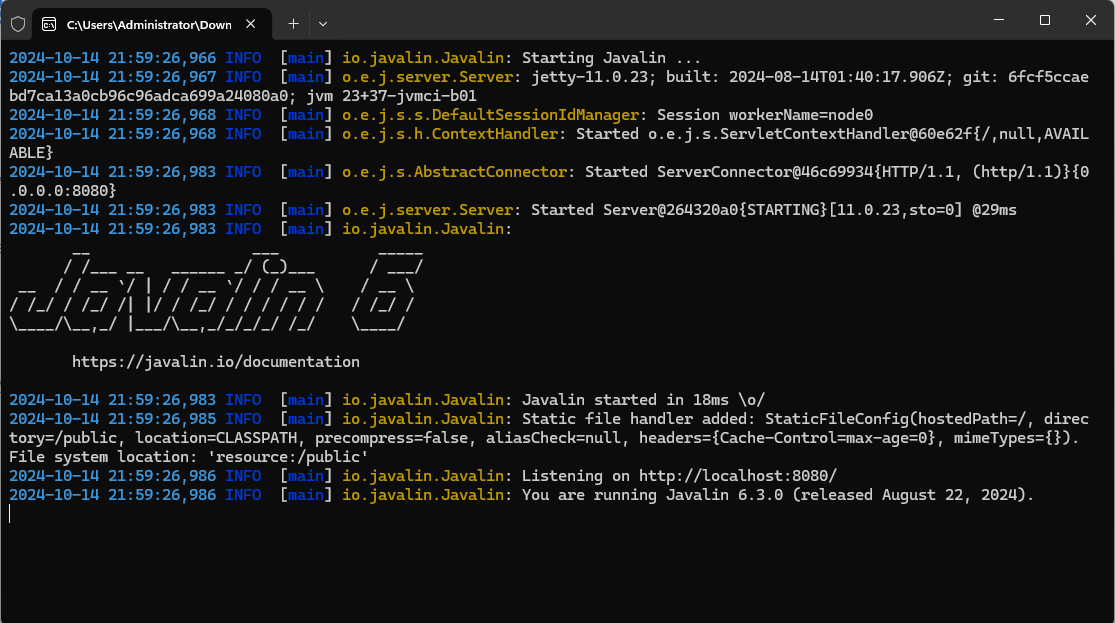 C:\Users\Administrator\Down
2024-10-14 21:59:26,966 INFO  [main] io.javalin.Javalin: Starting Javalin ...
2024-10-14 21:59:26,967 INFO  [main] o.e.j.server.Server: jetty-11.0.23; built: 2024-08-14T01:40:17.906Z; git: 6fcf5ccae
bd7ca13a0cb96c96adca699a24080a0; jvm 23+37-jvmci-b01
2024-10-14 21:59:26,968 INFO  [main] o.e.j.s.s.DefaultSessionIdManager: Session workerName=node0
2024-10-14 21:59:26,968 INFO  [main] o.e.j.s.h.ContextHandler: Started o.e.j.s.ServletContextHandler@60e62f{/,null,AVAIL
ABLE}
2024-10-14 21:59:26,983 INFO  [main] o.e.j.s.AbstractConnector: Started ServerConnector@46c69934{HTTP/1.1, (http/1.1)}{0
.0.0.0:8080}
2024-10-14 21:59:26,983 INFO  [main] o.e.j.server.Server: Started Server@264320a0{STARTING}[11.0.23,sto=0] @29ms
2024-10-14 21:59:26,983 INFO  [main] io.javalin.Javalin:
Javalin 6
https://javalin.io/documentation
2024-10-14 21:59:26,983 INFO  [main] io.javalin.Javalin: Javalin started in 18ms \o/
2024-10-14 21:59:26,985 INFO  [main] io.javalin.Javalin: Static file handler added: StaticFileConfig(hostedPath=/, direc
tory=/public, location=CLASSPATH, precompress=false, aliasCheck=null, headers={Cache-Control=max-age=0}, mimeTypes={}).
File system location: 'resource:/public'
2024-10-14 21:59:26,986 INFO  [main] io.javalin.Javalin: Listening on http://localhost:8080/
2024-10-14 21:59:26,986 INFO  [main] io.javalin.Javalin: You are running Javalin 6.3.0 (released August 22, 2024).